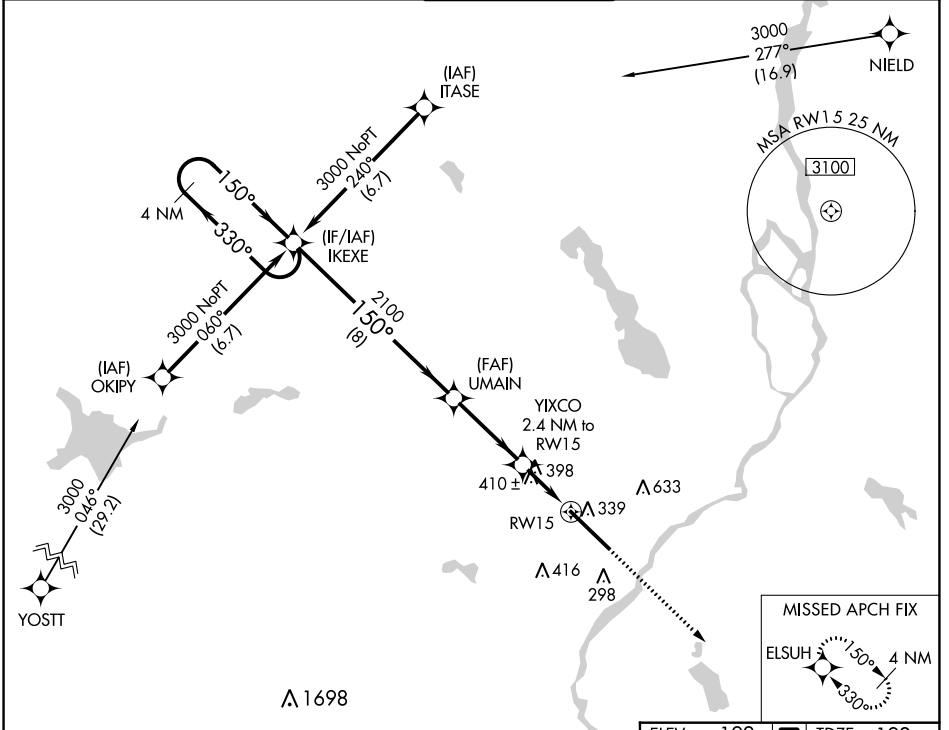 3000
277°
(16.9)
NIELD
(IAF)
ITASE
MSA RW15 25 NM
3100
3000 NoPT
240°
(6.7)
150°
4 NM
330°
(IF/IAF)
IKEXE
2100
150°
(8)
3000 NoPT
060°
(6.7)
(IAF)
OKIPY
(FAF)
UMAIN
YIXCO
2.4 NM to
RW15
398
410 ±
633
339
RW15
3000
046°
(29.2)
416
298
YOSTT
MISSED APCH FIX
ELSUH
150°
4 NM
330°
1698